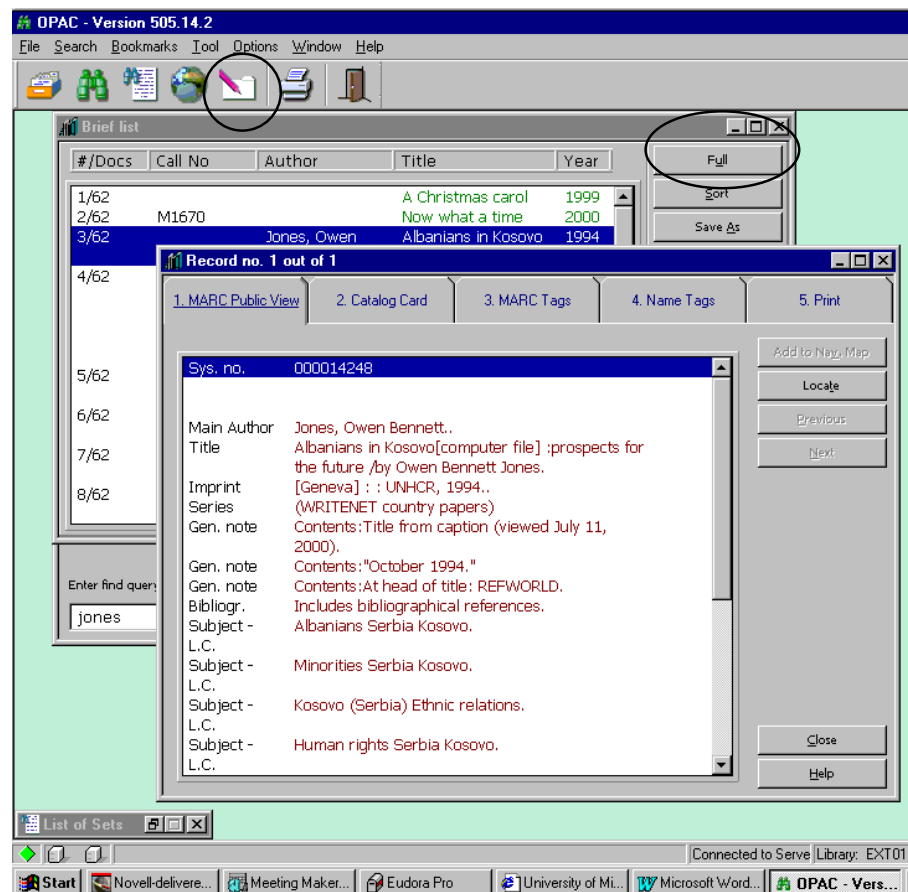 OPAC - Version 505.14.2
File Search Bookmarks Tool Options Window Help
Brief list
#/Docs Call No Author Title Year
Full
Sort
Save As
1/62 A Christmas carol 1999
2/62 M1670 Now what a time 2000
3/62 Jones, Owen Albanians in Kosovo 1994
4/62
5/62
6/62
7/62
8/62
Enter find query
jones
Record no. 1 out of 1
1. MARC Public View 2. Catalog Card 3. MARC Tags 4. Name Tags 5. Print
Add to Nav. Map
Locate
Previous
Next
Close
Help
Sys. no. 000014248
Main Author Jones, Owen Bennett..
Title Albanians in Kosovo[computer file] :prospects for
the future /by Owen Bennett Jones.
Imprint [Geneva] : : UNHCR, 1994..
Series (WRITENET country papers)
Gen. note Contents:Title from caption (viewed July 11,
2000).
Gen. note Contents:"October 1994."
Gen. note Contents:At head of title: REFWORLD.
Bibliogr. Includes bibliographical references.
Subject - Albanians Serbia Kosovo.
L.C.
Subject - Minorities Serbia Kosovo.
L.C.
Subject - Kosovo (Serbia) Ethnic relations.
L.C.
Subject - Human rights Serbia Kosovo.
L.C.
List of Sets
Connected to Serve Library: EXT01
Start Novell-delivere... Meeting Maker... Eudora Pro University of Mi... Microsoft Word... OPAC - Vers...